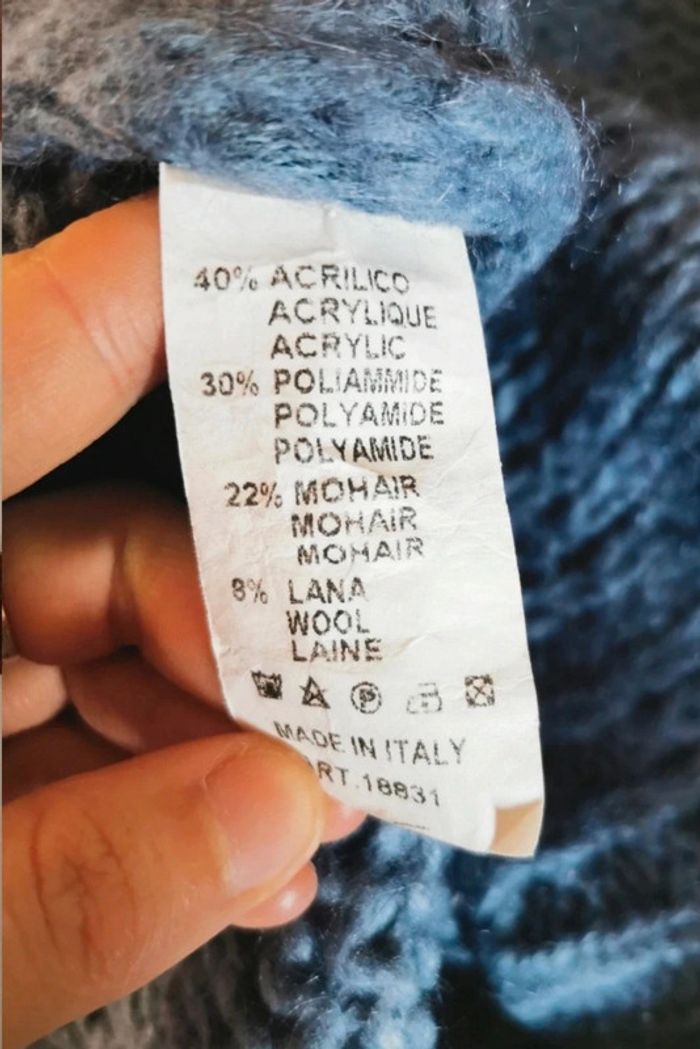 40% ACRILICO
ACRYLIQUE
ACRYLIC
30% POLIAMMIDE
POLYAMIDE
POLYAMIDE
22% MOHAIR
MOHAIR
MOHAIR
8% LANA
WOOL
LAINE
P
MADE IN ITALY
RT.18831